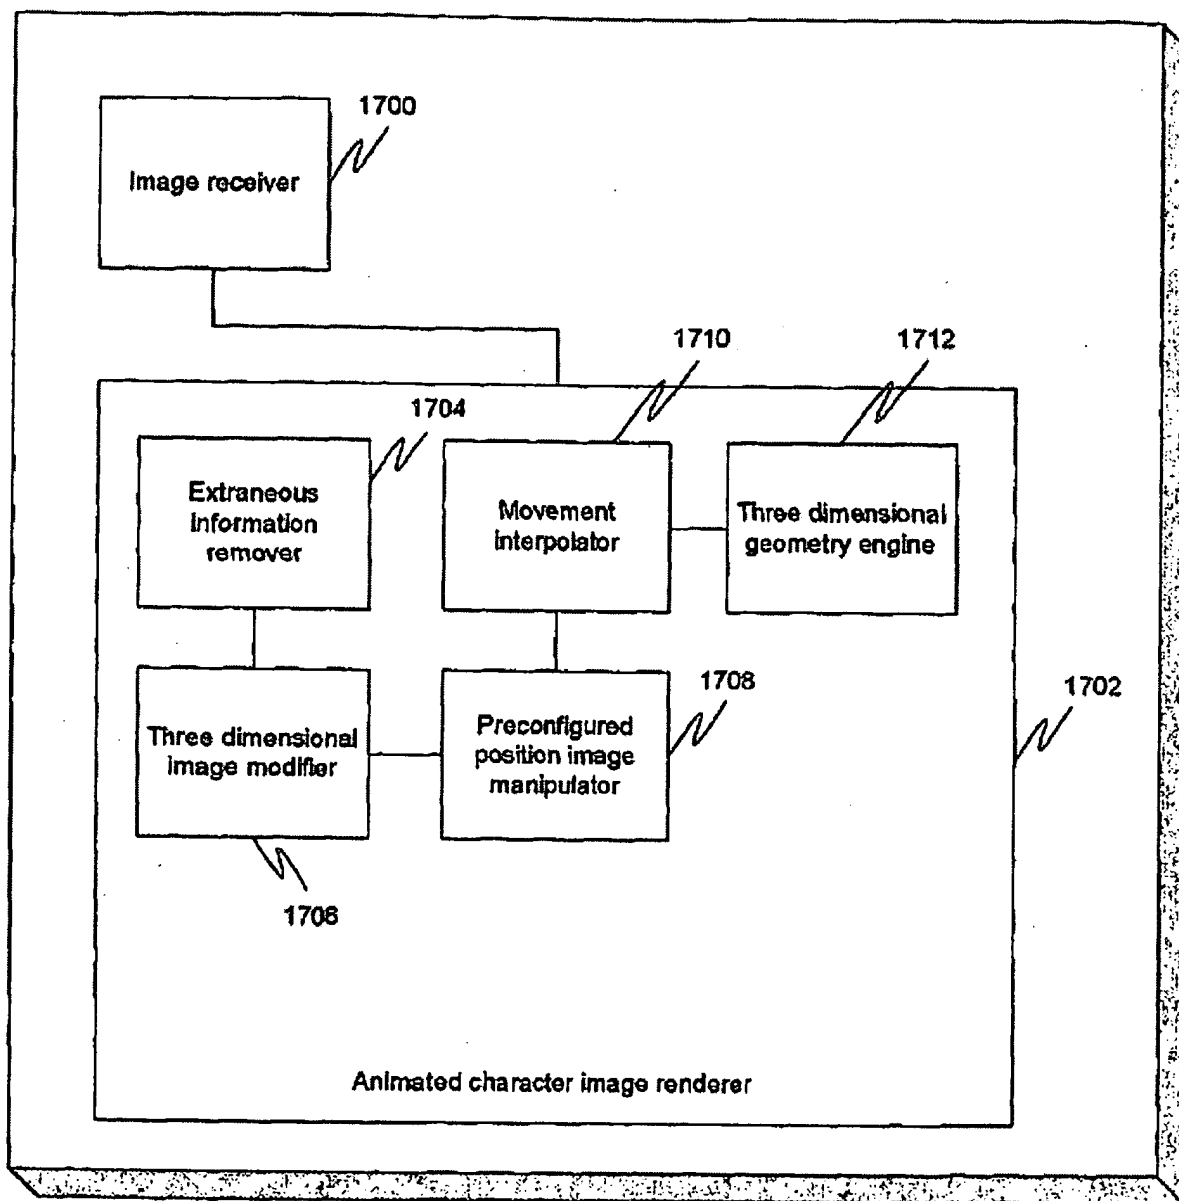 1700
Image receiver
1710
1712
1704
Extraneous
information
remover
Movement
interpolator
Three dimensional
geometry engine
1708
1702
Three dimensional
image modifier
Preconfigured
position image
manipulator
1706
Animated character image renderer